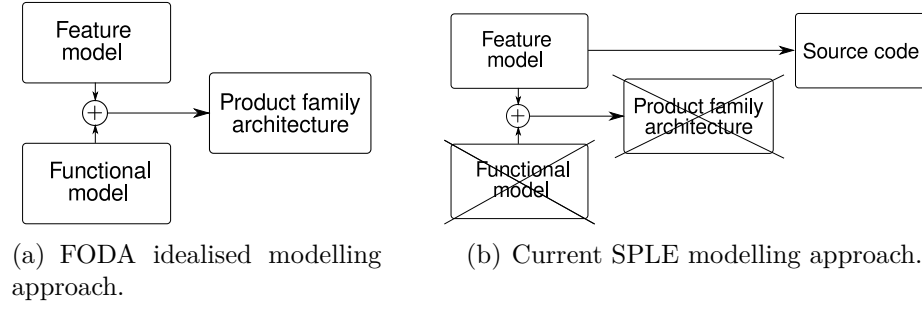 Feature
model
+
Product family
architecture
Functional
model
(a) FODA idealised modelling
approach.
Feature
model
Source code
+
Product family
architecture
Functional
model
(b) Current SPLE modelling approach.